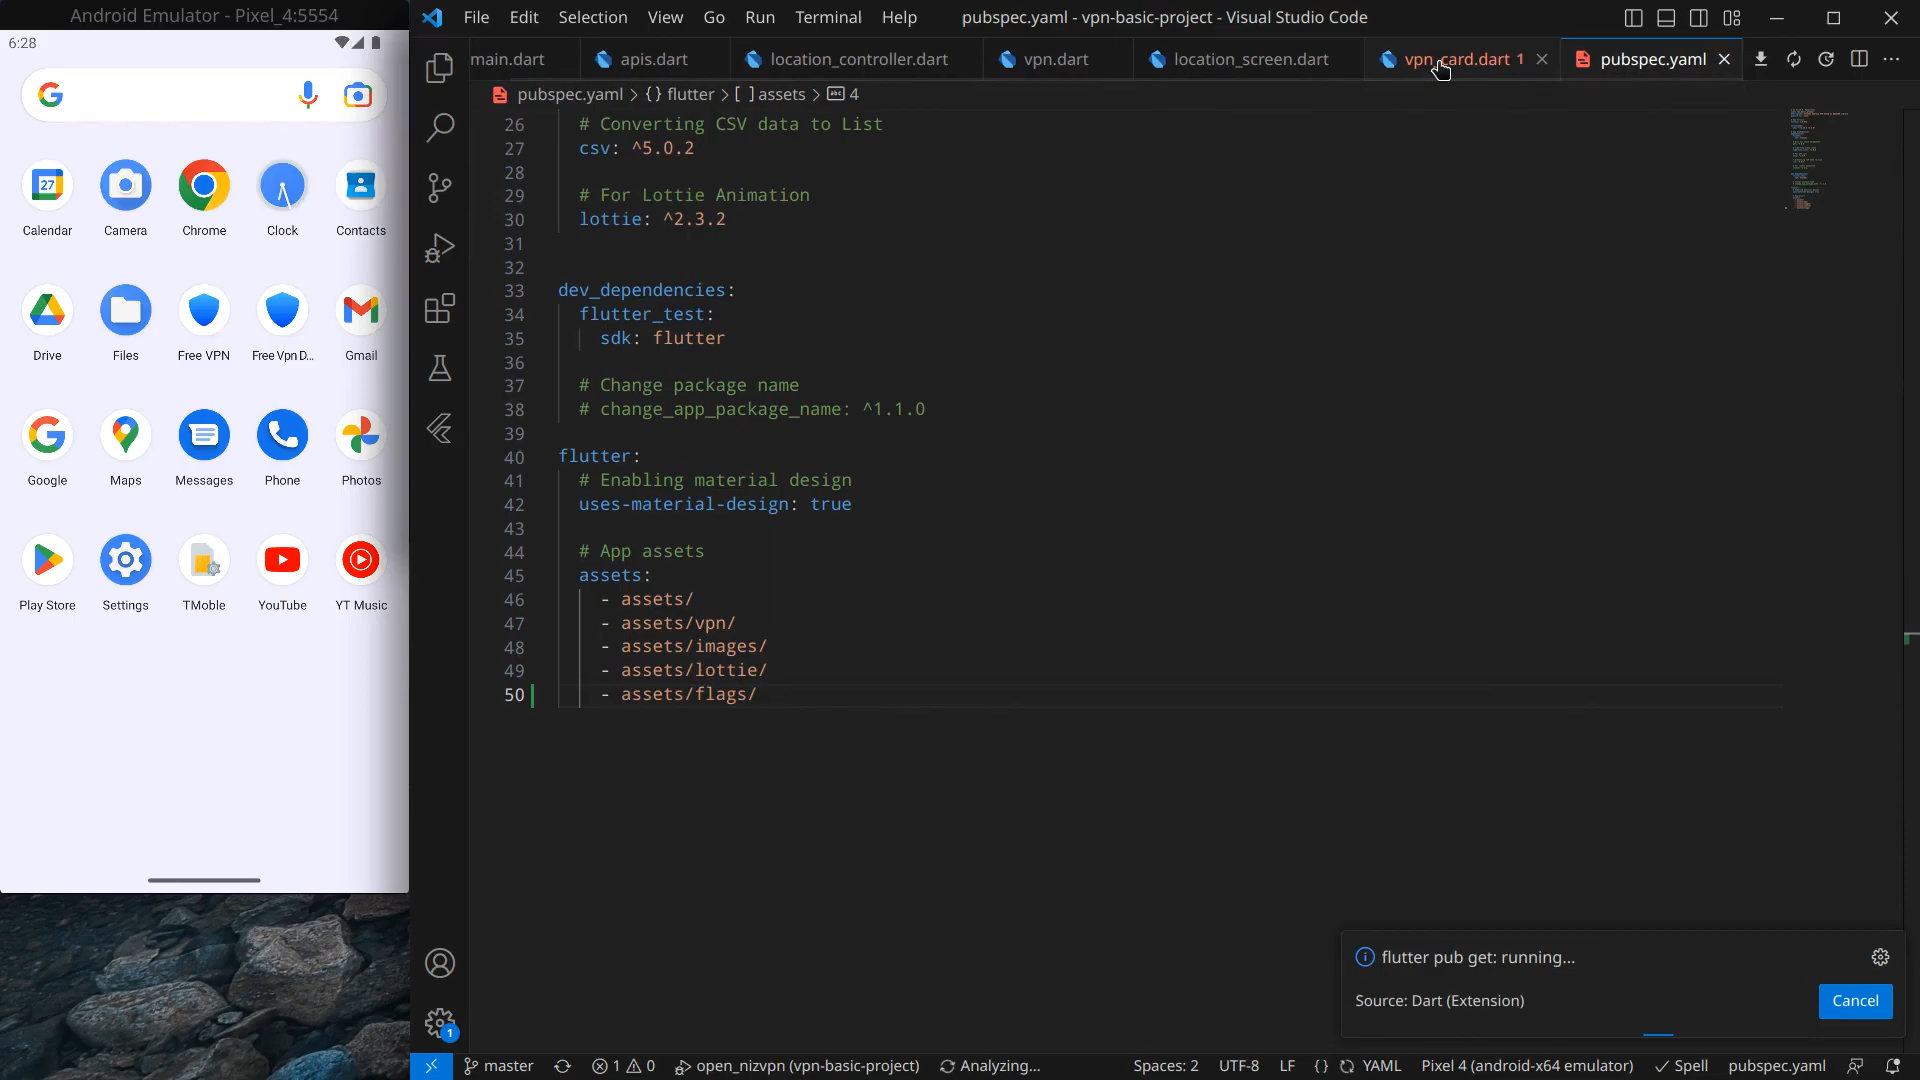 Android Emulator - Pixel_4:5554
6:28
27
Calendar
Camera
Chrome
Clock
Contacts
Drive
Files
Free VPN
Free Vpn D...
Gmail
Google
Maps
Messages
Phone
Photos
Play Store
Settings
TMoble
YouTube
YT Music
File Edit Selection View Go Run Terminal Help
pubspec.yaml - vpn-basic-project - Visual Studio Code
main.dart
apis.dart
location_controller.dart
vpn.dart
location_screen.dart
vpn_card.dart 1
pubspec.yaml
pubspec.yaml > {} flutter > [ ] assets > abc 4
26 # Converting CSV data to List
27 csv: ^5.0.2
28
29 # For Lottie Animation
30 lottie: ^2.3.2
31
32
33 dev_dependencies:
34 flutter_test:
35 sdk: flutter
36
37 # Change package name
38 # change_app_package_name: ^1.1.0
39
40 flutter:
41 # Enabling material design
42 uses-material-design: true
43
44 # App assets
45 assets:
46 - assets/
47 - assets/vpn/
48 - assets/images/
49 - assets/lottie/
50 - assets/flags/
flutter pub get: running...
Source: Dart (Extension)
Cancel
1
master
1 0
open_nizvpn (vpn-basic-project)
Analyzing...
Spaces: 2
UTF-8
LF
{} YAML
Pixel 4 (android-x64 emulator)
Spell
pubspec.yaml